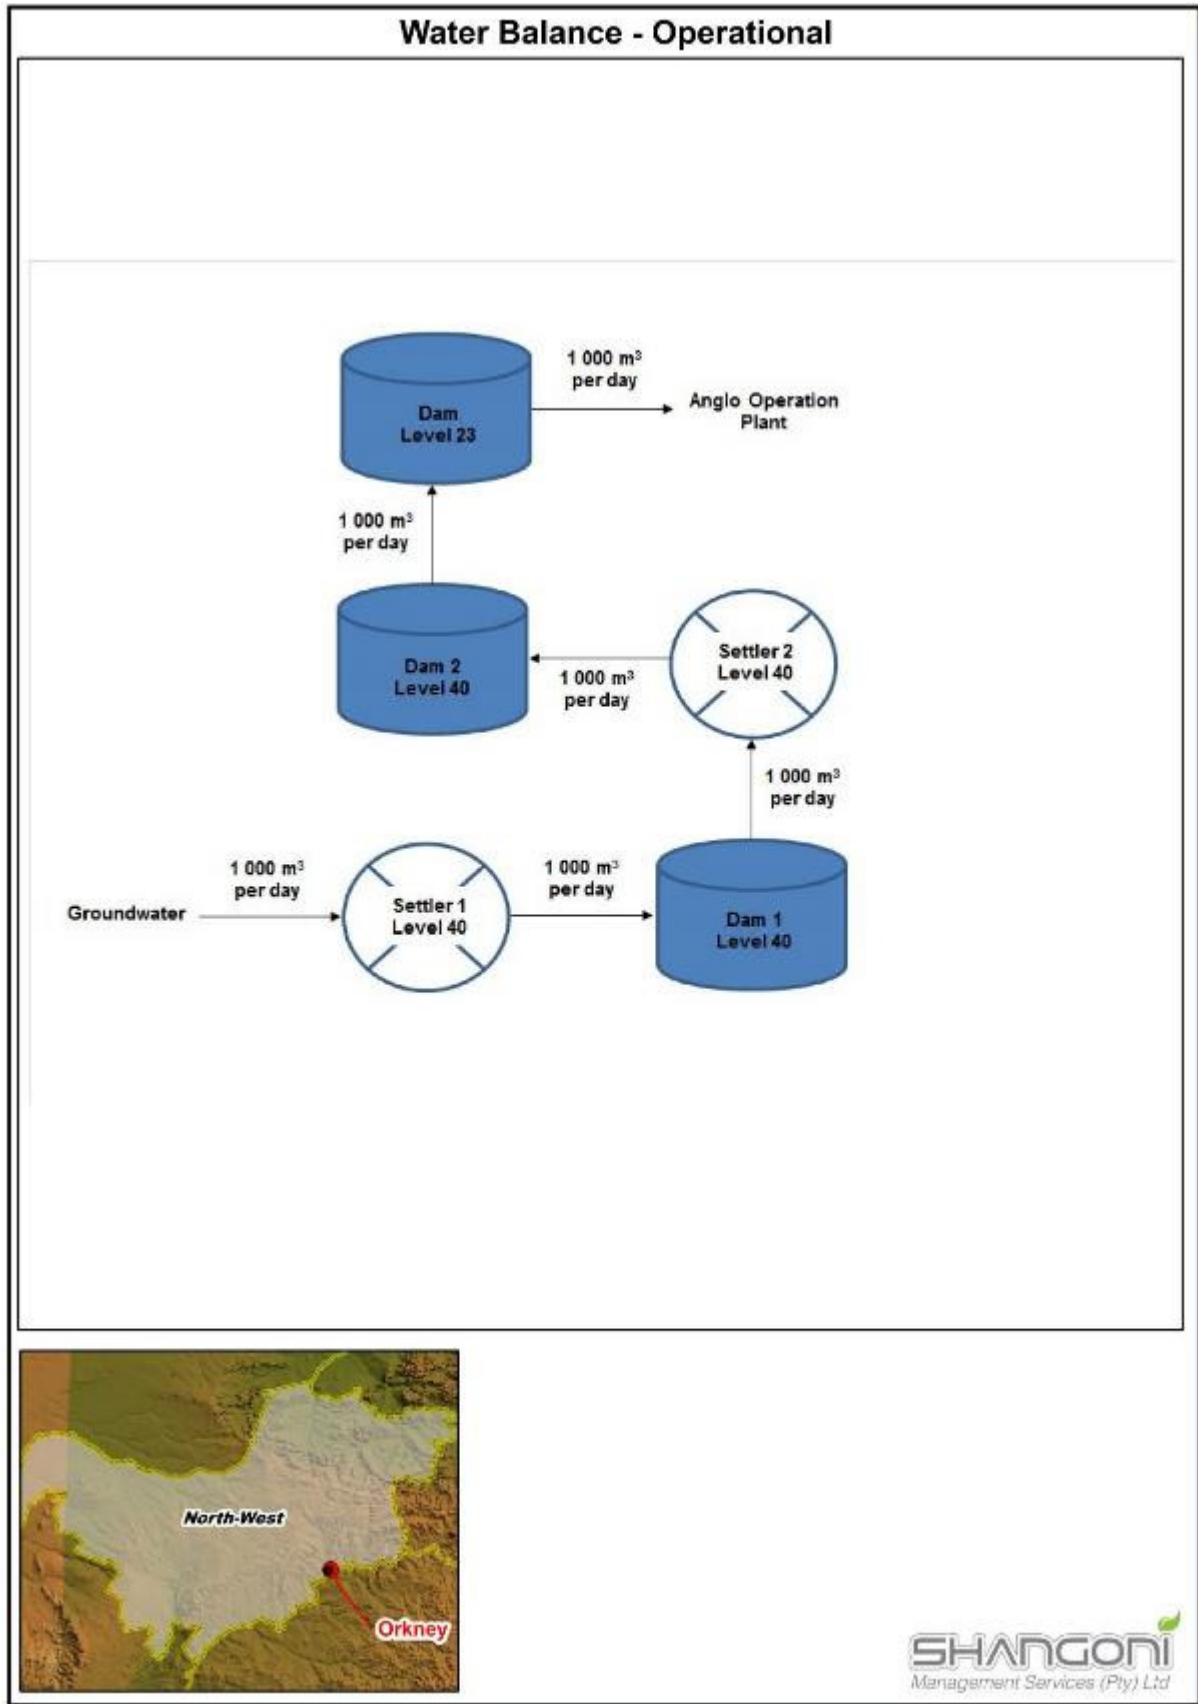 Water Balance - Operational
1 000 m³
per day
Anglo Operation
Plant
Dam
Level 23
1 000 m³
per day
Dam 2
Level 40
1 000 m³
per day
Settler 2
Level 40
1 000 m³
per day
Groundwater
1 000 m³
per day
Settler 1
Level 40
1 000 m³
per day
Dam 1
Level 40
North-West
Orkney
SHANGONI
Management Services (Pty) Ltd